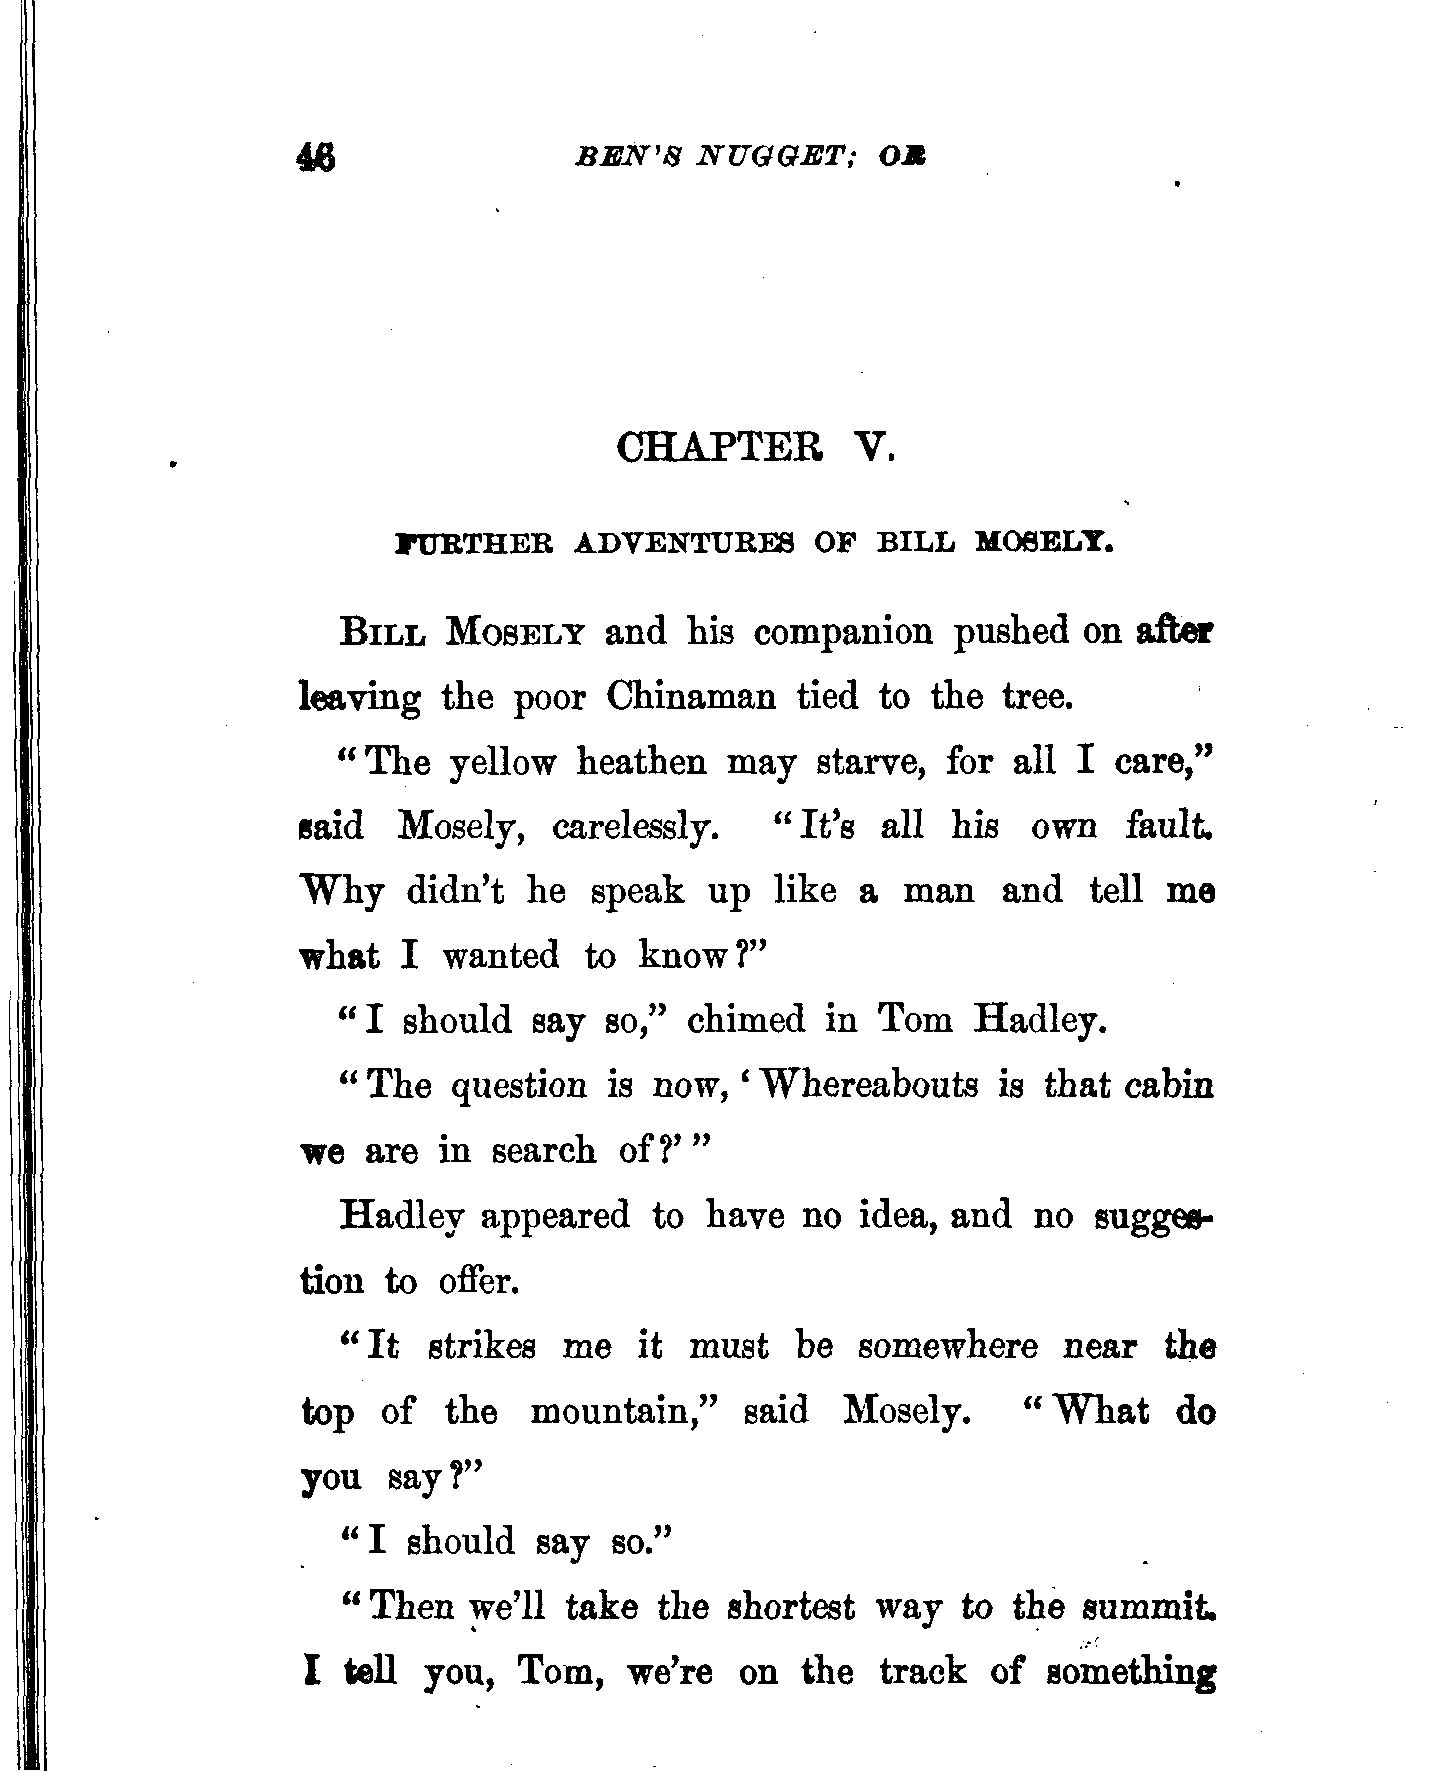 46 BEN'S NUGGET; OR
CHAPTER V.
FURTHER ADVENTURES OF BILL MOSELY.
BILL MOSELY and his companion pushed on after
leaving the poor Chinaman tied to the tree.
"The yellow heathen may starve, for all I care,"
said Mosely, carelessly. "It's all his own fault.
Why didn't he speak up like a man and tell me
what I wanted to know?"
"I should say so," chimed in Tom Hadley.
"The question is now, 'Whereabouts is that cabin
we are in search of?'"
Hadley appeared to have no idea, and no sugges-
tion to offer.
"It strikes me it must be somewhere near the
top of the mountain," said Mosely. "What do
you say?"
"I should say so."
"Then we'll take the shortest way to the summit.
I tell you, Tom, we're on the track of something